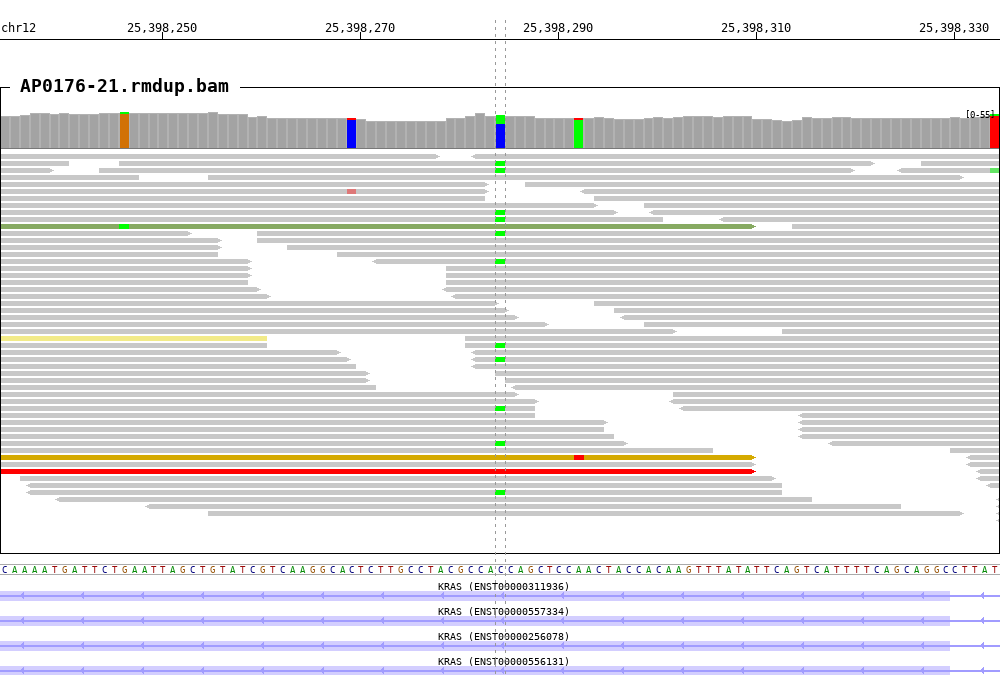 chr12 25,398,250 25,398,270 25,398,290 25,398,310 25,398,330
AP0176-21.rmdup.bam
[0-55]
CAAAATGATTCTGAATTAGCTGTATCGTCAAGGCACTCTTGCCTACGCCACCAGCTCCAACTACCACAAGTTTATATTCAGTCATTTTCAGCAGGCCTTAT
KRAS (ENST00000311936)
KRAS (ENST00000557334)
KRAS (ENST00000256078)
KRAS (ENST00000556131)